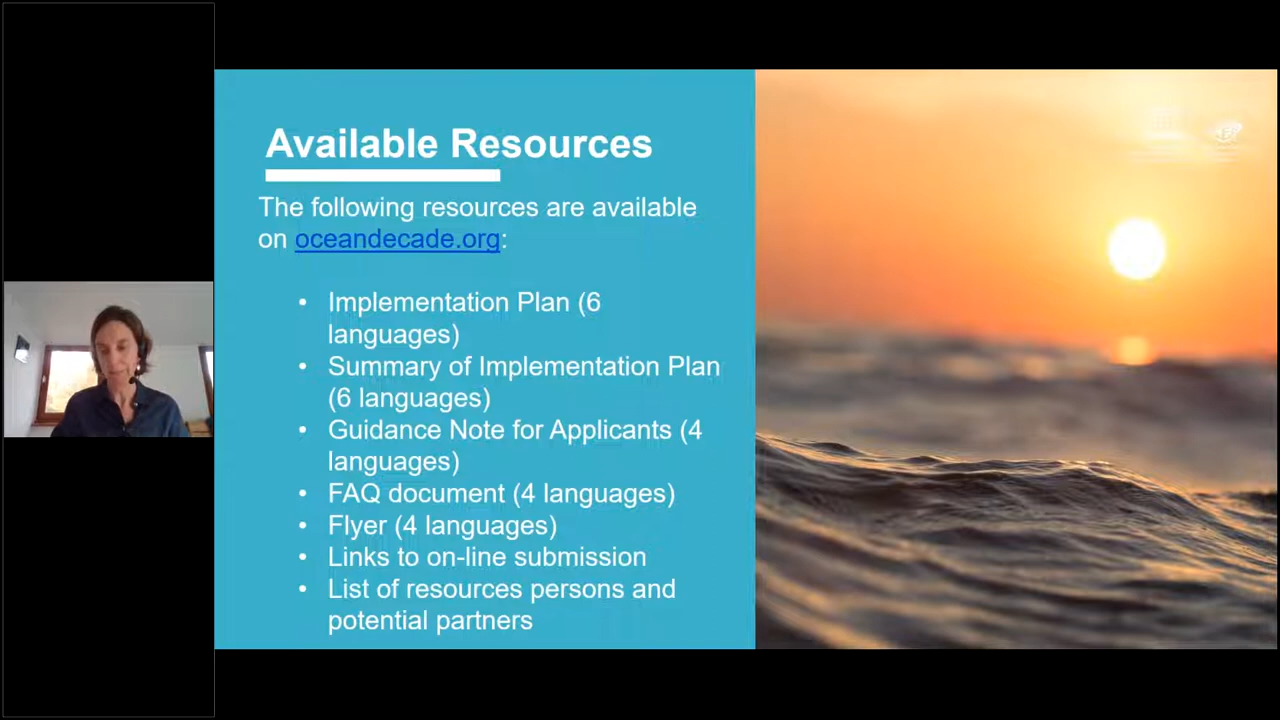 Available Resources
The following resources are available
on oceandecade.org:
• Implementation Plan (6
languages)
• Summary of Implementation Plan
(6 languages)
• Guidance Note for Applicants (4
languages)
• FAQ document (4 languages)
• Flyer (4 languages)
• Links to on-line submission
• List of resources persons and
potential partners